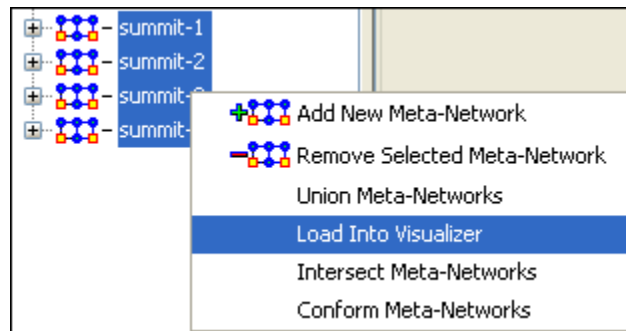 summit-1
summit-2
summit-
summit-
Add New Meta-Network
Remove Selected Meta-Network
Union Meta-Networks
Load Into Visualizer
Intersect Meta-Networks
Conform Meta-Networks